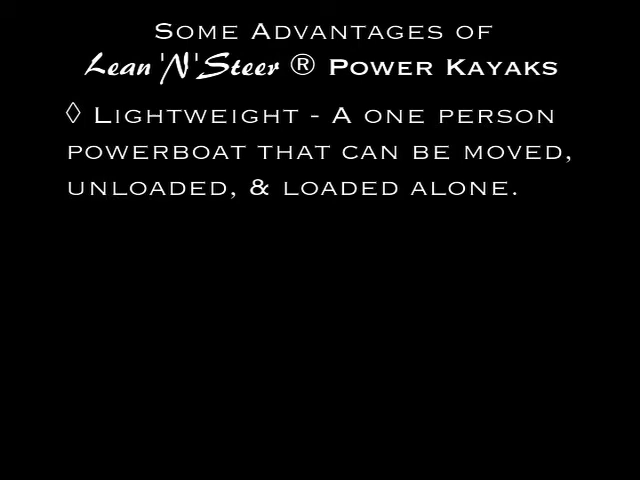 Some Advantages of
Lean 'N' Steer ® Power Kayaks
◊ Lightweight - A one person
powerboat that can be moved,
unloaded, & loaded alone.